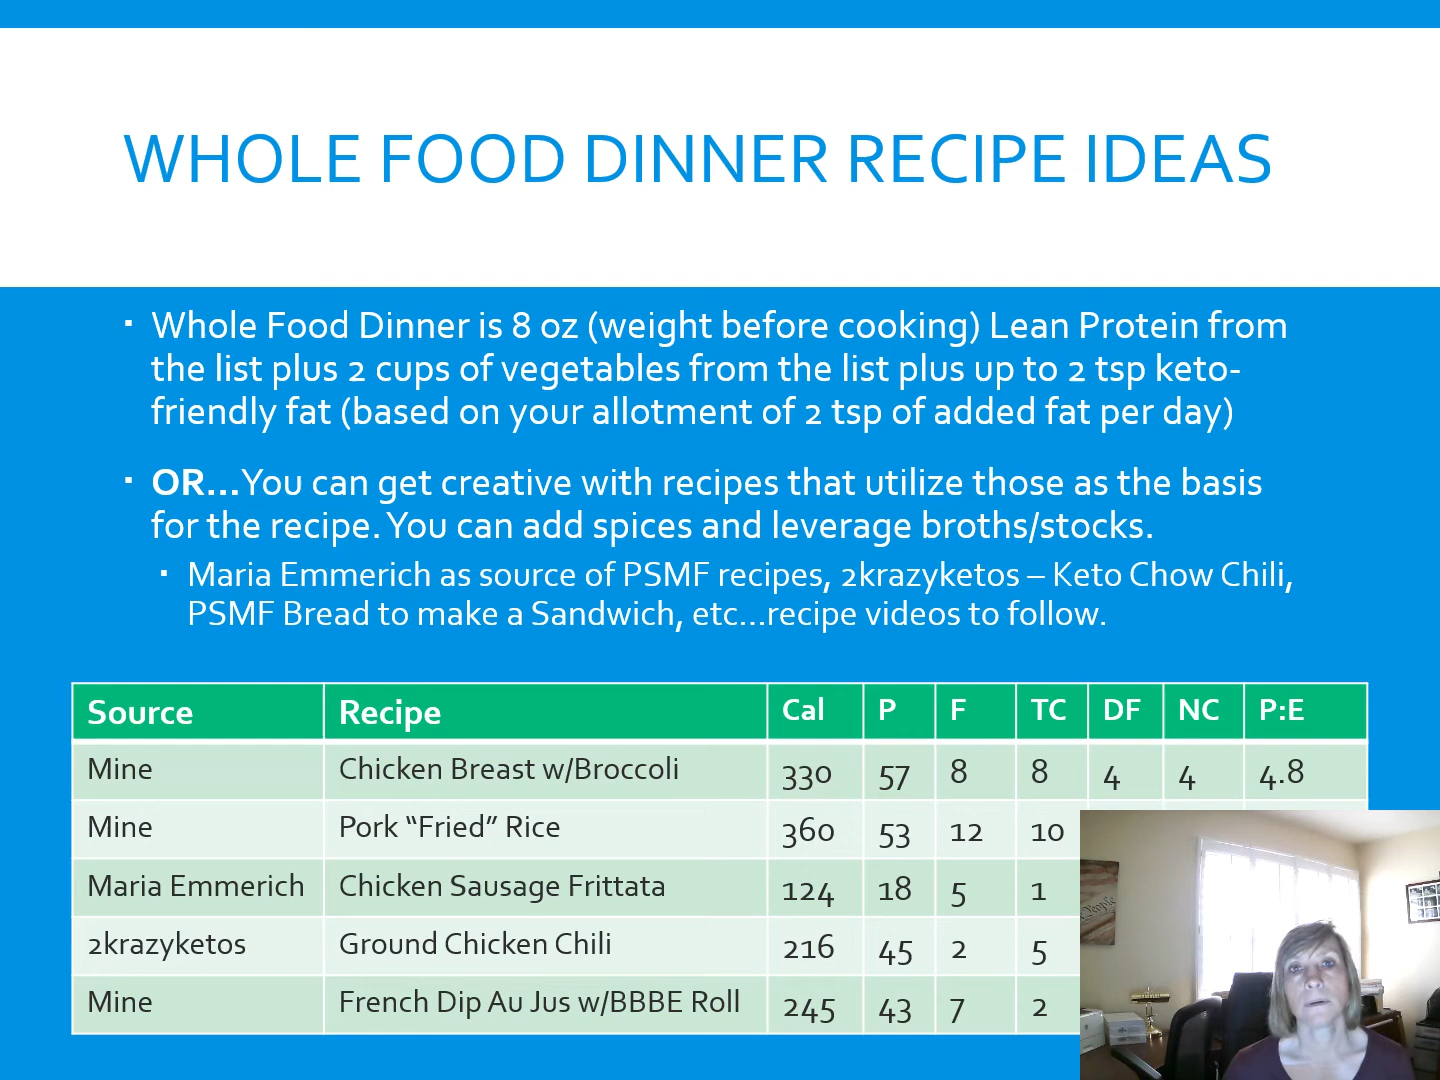 WHOLE FOOD DINNER RECIPE IDEAS
▪ Whole Food Dinner is 8 oz (weight before cooking) Lean Protein from
the list plus 2 cups of vegetables from the list plus up to 2 tsp keto-
friendly fat (based on your allotment of 2 tsp of added fat per day)
▪ OR...You can get creative with recipes that utilize those as the basis
for the recipe. You can add spices and leverage broths/stocks.
▪ Maria Emmerich as source of PSMF recipes, 2krazyketos – Keto Chow Chili,
PSMF Bread to make a Sandwich, etc...recipe videos to follow.
Source Recipe Cal P F TC DF NC P:E
Mine Chicken Breast w/Broccoli 330 57 8 8 4 4 4.8
Mine Pork “Fried” Rice 360 53 12 10
Maria Emmerich Chicken Sausage Frittata 124 18 5 1
2krazyketos Ground Chicken Chili 216 45 2 5
Mine French Dip Au Jus w/BBBE Roll 245 43 7 2
People